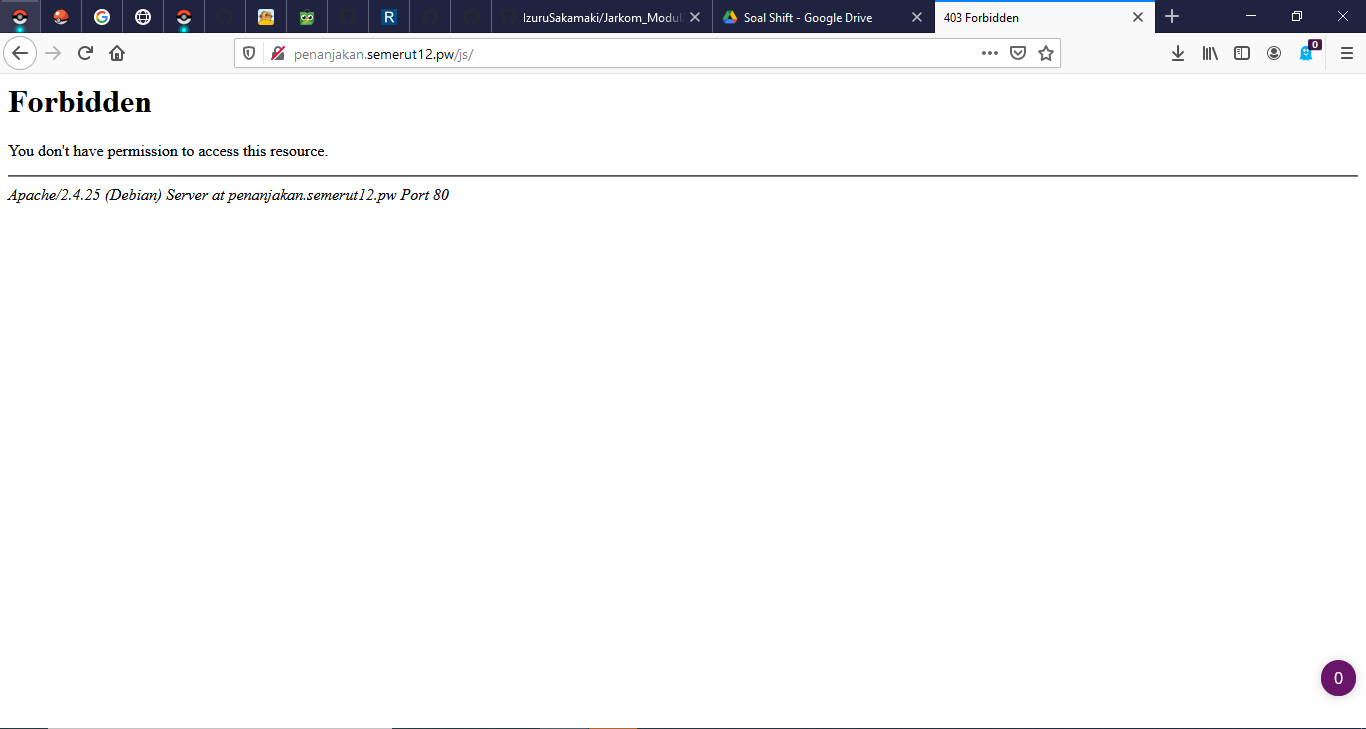 IzuruSakamaki/Jarkom_Modul
Soal Shift - Google Drive
403 Forbidden
0
penanjakan.semerut12.pw/js/
Forbidden
You don't have permission to access this resource.
Apache/2.4.25 (Debian) Server at penanjakan.semerut12.pw Port 80
0